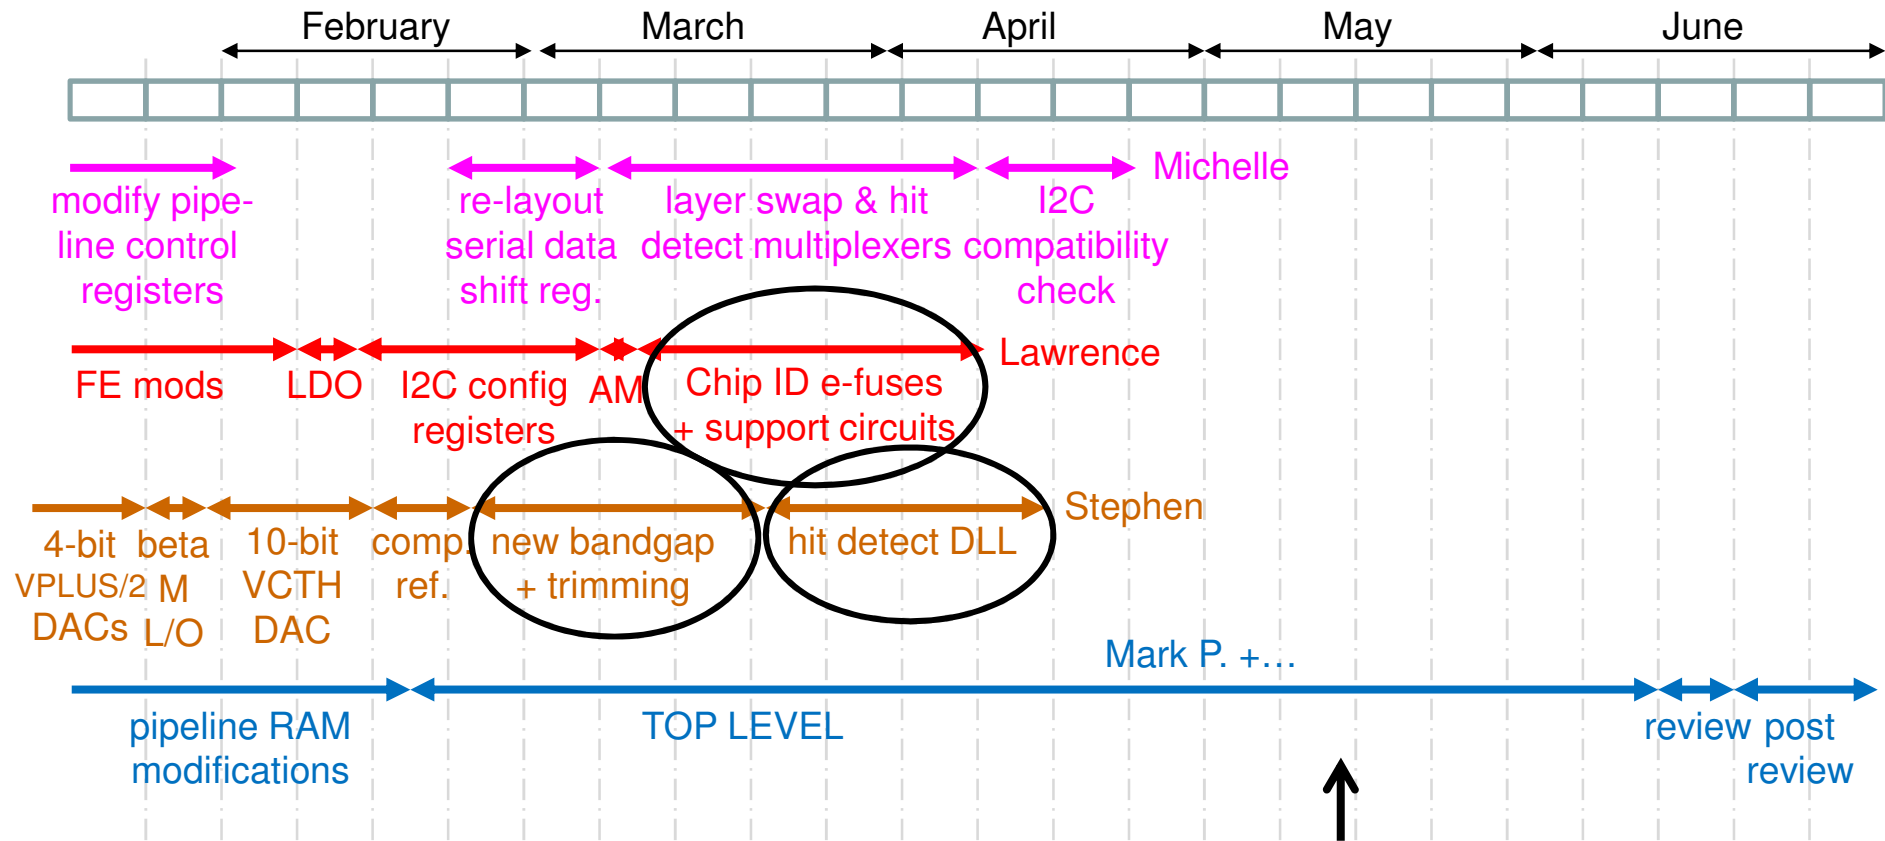 February March April May June
Michelle
modify pipe-
line control
registers
re-layout
serial data
shift reg.
layer swap & hit
detect multiplexers
I2C
compatibility
check
Lawrence
FE mods
LDO
I2C config
registers
AM
Chip ID e-fuses
+ support circuits
Stephen
4-bit
VPLUS/2
DACs
beta
M
L/O
10-bit
VCTH
DAC
comp.
ref.
new bandgap
+ trimming
hit detect DLL
Mark P. +…
pipeline RAM
modifications
TOP LEVEL
review
post
review